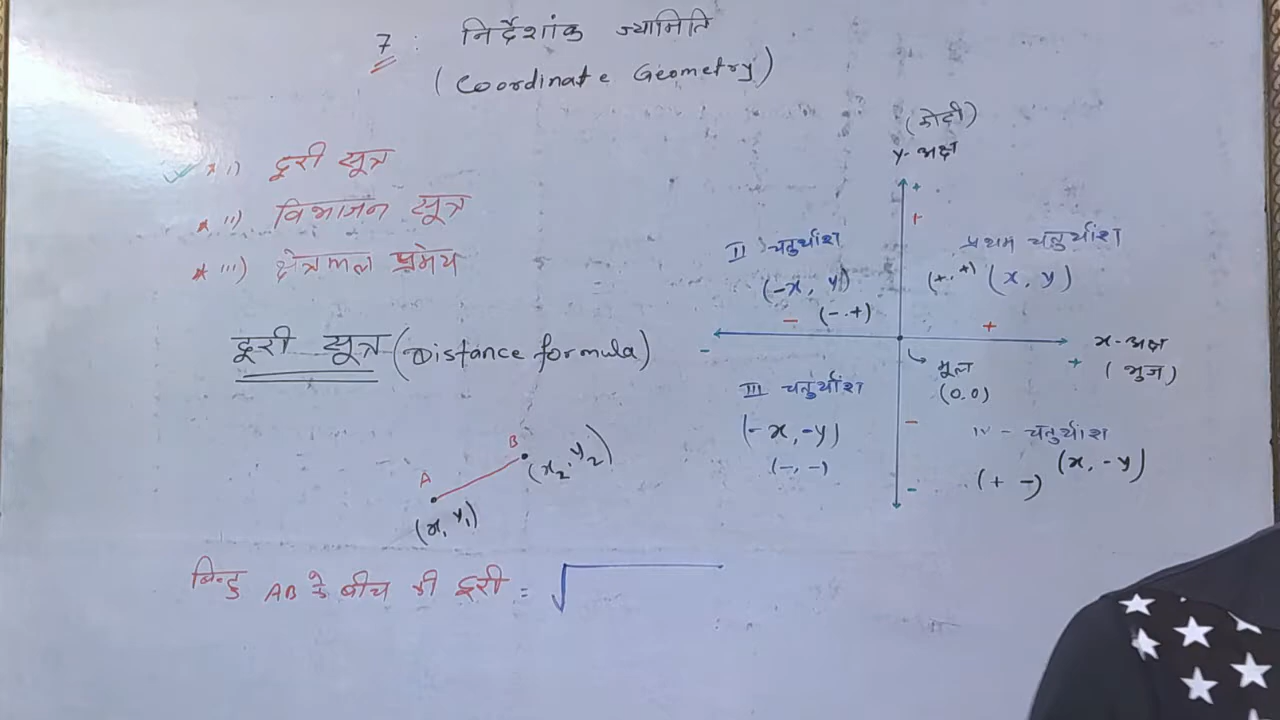 7 : निर्देशांक ज्यामिति
(Coordinate Geometry)
* i) दूरी सूत्र
* ii) विभाजन सूत्र
* iii) क्षेत्रफल प्रमेय
दूरी सूत्र (Distance formula)
A
B
(x₁ y₁)
(x₂, y₂)
बिन्दु AB के बीच की दूरी = √
(कोटी)
y-अक्ष
+
+
II चतुर्थांश
(-x, y)
(-.+)
प्रथम चतुर्थांश
(+,+) (x, y)
-
+
-
+
x-अक्ष
(भुज)
मूल
(0,0)
III चतुर्थांश
(-x, -y)
(-, -)
-
-
IV - चतुर्थांश
(x, -y)
(+ -)